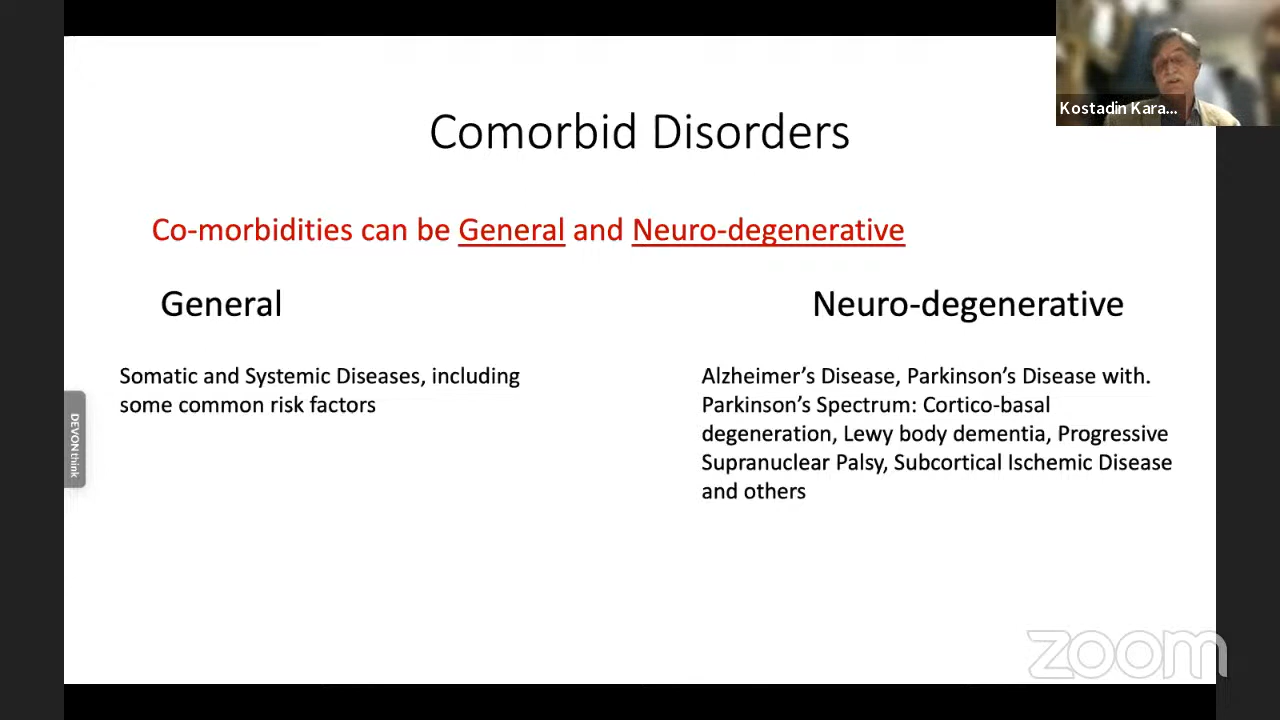 Comorbid Disorders
Kostadin Kara...
Co-morbidities can be General and Neuro-degenerative
General
Neuro-degenerative
Somatic and Systemic Diseases, including
some common risk factors
Alzheimer’s Disease, Parkinson’s Disease with.
Parkinson’s Spectrum: Cortico-basal
degeneration, Lewy body dementia, Progressive
Supranuclear Palsy, Subcortical Ischemic Disease
and others
DEVONthink
zoom